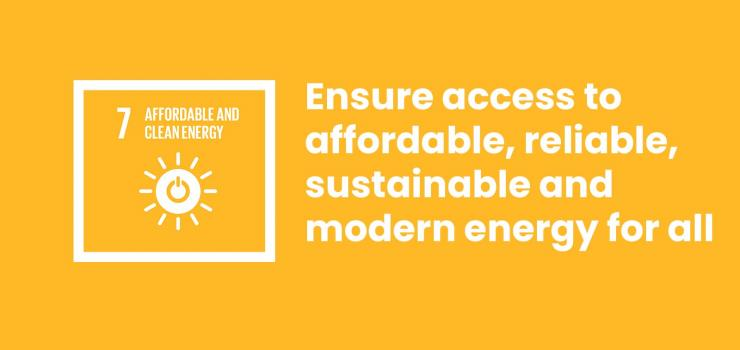 7 AFFORDABLE AND
CLEAN ENERGY
Ensure access to
affordable, reliable,
sustainable and
modern energy for all